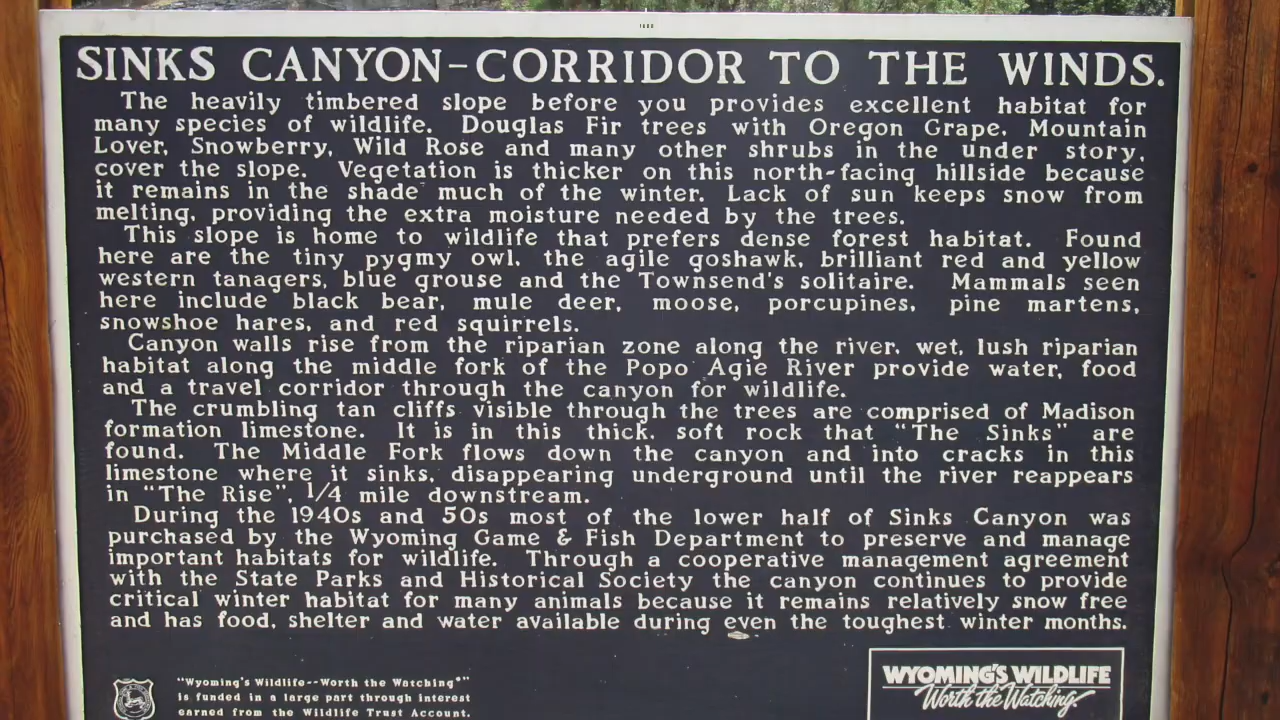 SINKS CANYON-CORRIDOR TO THE WINDS.
The heavily timbered slope before you provides excellent habitat for
many species of wildlife. Douglas Fir trees with Oregon Grape, Mountain
Lover, Snowberry, Wild Rose and many other shrubs in the under story,
cover the slope. Vegetation is thicker on this north-facing hillside because
it remains in the shade much of the winter. Lack of sun keeps snow from
melting, providing the extra moisture needed by the trees.
This slope is home to wildlife that prefers dense forest habitat. Found
here are the tiny pygmy owl, the agile goshawk, brilliant red and yellow
western tanagers, blue grouse and the Townsend's solitaire. Mammals seen
here include black bear, mule deer, moose, porcupines, pine martens,
snowshoe hares, and red squirrels.
Canyon walls rise from the riparian zone along the river, wet, lush riparian
habitat along the middle fork of the Popo Agie River provide water, food
and a travel corridor through the canyon for wildlife.
The crumbling tan cliffs visible through the trees are comprised of Madison
formation limestone. It is in this thick, soft rock that "The Sinks" are
found. The Middle Fork flows down the canyon and into cracks in this
limestone where it sinks, disappearing underground until the river reappears
in "The Rise", 1/4 mile downstream.
During the 1940s and 50s most of the lower half of Sinks Canyon was
purchased by the Wyoming Game & Fish Department to preserve and manage
important habitats for wildlife. Through a cooperative management agreement
with the State Parks and Historical Society the canyon continues to provide
critical winter habitat for many animals because it remains relatively snow free
and has food, shelter and water available during even the toughest winter months.
"Wyoming's Wildlife--Worth the Watching®"
is funded in a large part through interest
earned from the Wildlife Trust Account.
WYOMING'S WILDLIFE
Worth the Watching